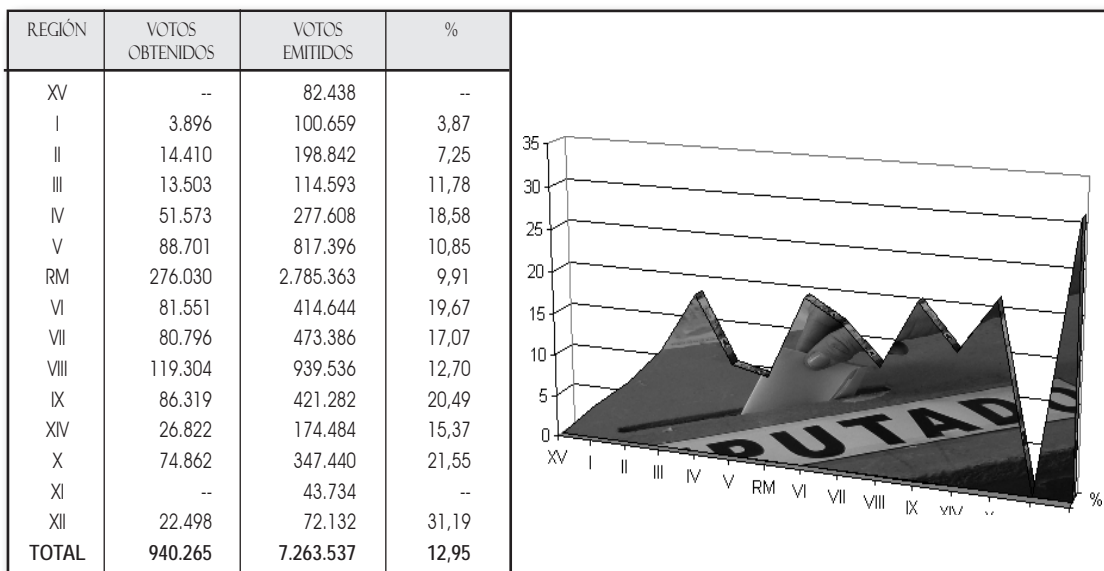 REGIÓN VOTOS OBTENIDOS VOTOS EMITIDOS %
XV -- 82.438 --
I 3.896 100.659 3,87
II 14.410 198.842 7,25
III 13.503 114.593 11,78
IV 51.573 277.608 18,58
V 88.701 817.396 10,85
RM 276.030 2.785.363 9,91
VI 81.551 414.644 19,67
VII 80.796 473.386 17,07
VIII 119.304 939.536 12,70
IX 86.319 421.282 20,49
XIV 26.822 174.484 15,37
X 74.862 347.440 21,55
XI -- 43.734 --
XII 22.498 72.132 31,19
TOTAL 940.265 7.263.537 12,95
35
30
25
20
15
10
5
0
PUTAD
XV I II III IV V RM VI VII VIII IX XIV
%